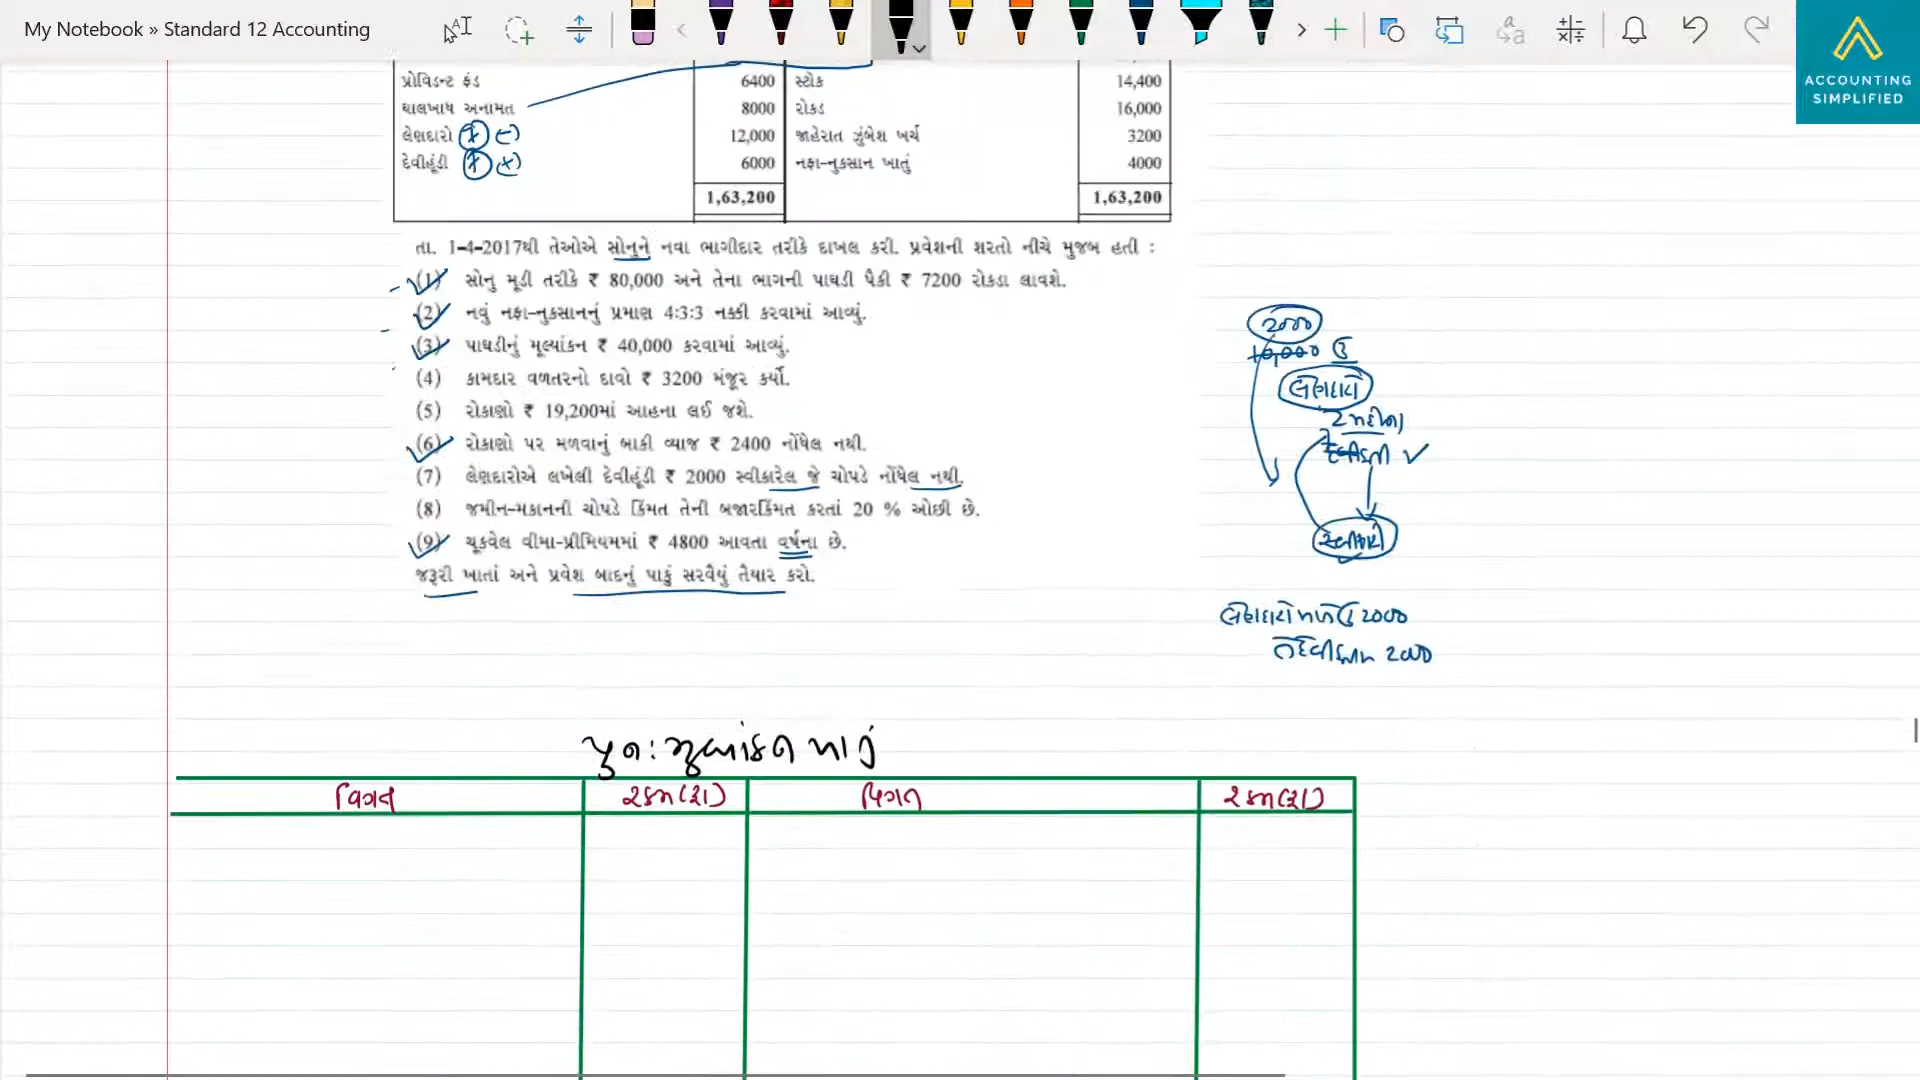 My Notebook » Standard 12 Accounting
ACCOUNTING
SIMPLIFIED
પ્રોવિડન્ટ ફંડ 6400 સ્ટોક 14,400
ઘાલખાધ અનામત 8000 રોકડ 16,000
લેણદારો 12,000 જાહેરાત ઝુંબેશ ખર્ચ 3200
દેવીહૂંડી 6000 નફા-નુકસાન ખાતું 4000
1,63,200 1,63,200
તા. 1-4-2017થી તેઓએ સોનુને નવા ભાગીદાર તરીકે દાખલ કરી. પ્રવેશની શરતો નીચે મુજબ હતી :
(1) સોનુ મૂડી તરીકે ₹ 80,000 અને તેના ભાગની પાઘડી પૈકી ₹ 7200 રોકડા લાવશે.
(2) નવું નફા-નુકસાનનું પ્રમાણ 4:3:3 નક્કી કરવામાં આવ્યું.
(3) પાઘડીનું મૂલ્યાંકન ₹ 40,000 કરવામાં આવ્યું.
(4) કામદાર વળતરનો દાવો ₹ 3200 મંજૂર કર્યો.
(5) રોકાણો ₹ 19,200માં આહના લઈ જશે.
(6) રોકાણો પર મળવાનું બાકી વ્યાજ ₹ 2400 નોંધેલ નથી.
(7) લેણદારોએ લખેલી દેવીહૂંડી ₹ 2000 સ્વીકારેલ જે ચોપડે નોંધેલ નથી.
(8) જમીન-મકાનની ચોપડે કિંમત તેની બજારકિંમત કરતાં 20 % ઓછી છે.
(9) ચૂકવેલ વીમા-પ્રીમિયમમાં ₹ 4800 આવતા વર્ષના છે.
જરૂરી ખાતાં અને પ્રવેશ બાદનું પાકું સરવૈયું તૈયાર કરો.
2000
10,000 ઉ
લેણદારો
2 મહિના
લેણદારો ખાતે ઉ 2000
પુનઃમૂલ્યાંકન ખાતું
વિગત રકમ(રૂા) વિગત રકમ(રૂા)